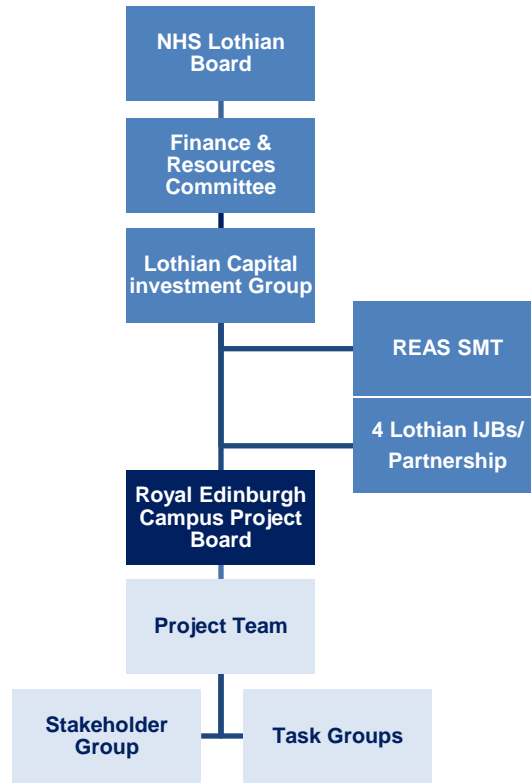 NHS Lothian
Board
Finance &
Resources
Committee
Lothian Capital
investment Group
REAS SMT
4 Lothian IJBs/
Partnership
Royal Edinburgh
Campus Project
Board
Project Team
Stakeholder
Group
Task Groups